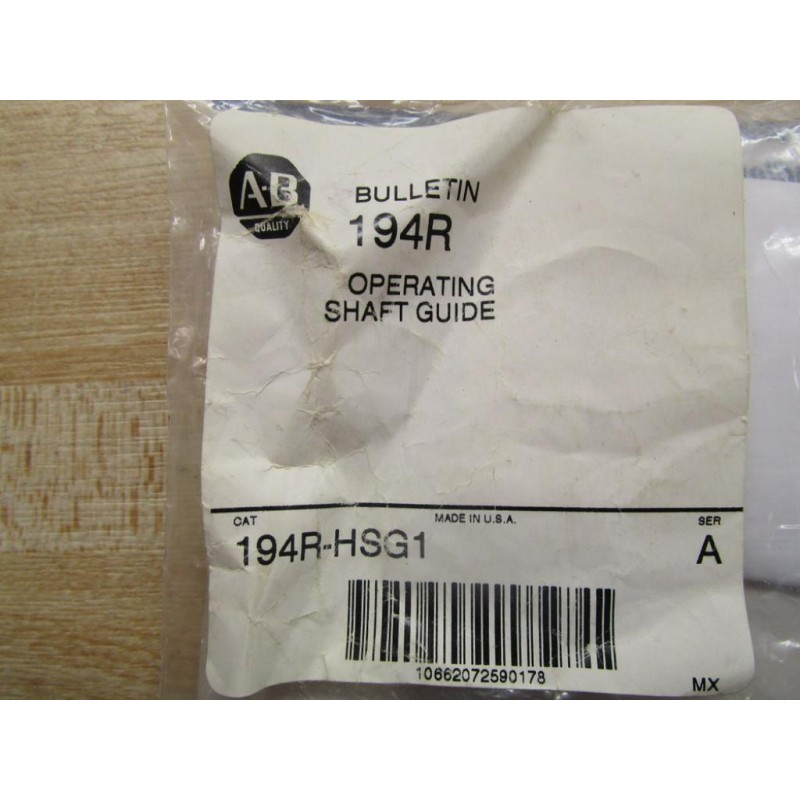 A-B
QUALITY
BULLETIN
194R
OPERATING
SHAFT GUIDE
CAT
MADE IN U.S.A.
SER
194R-HSG1
A
10662072590178
MX